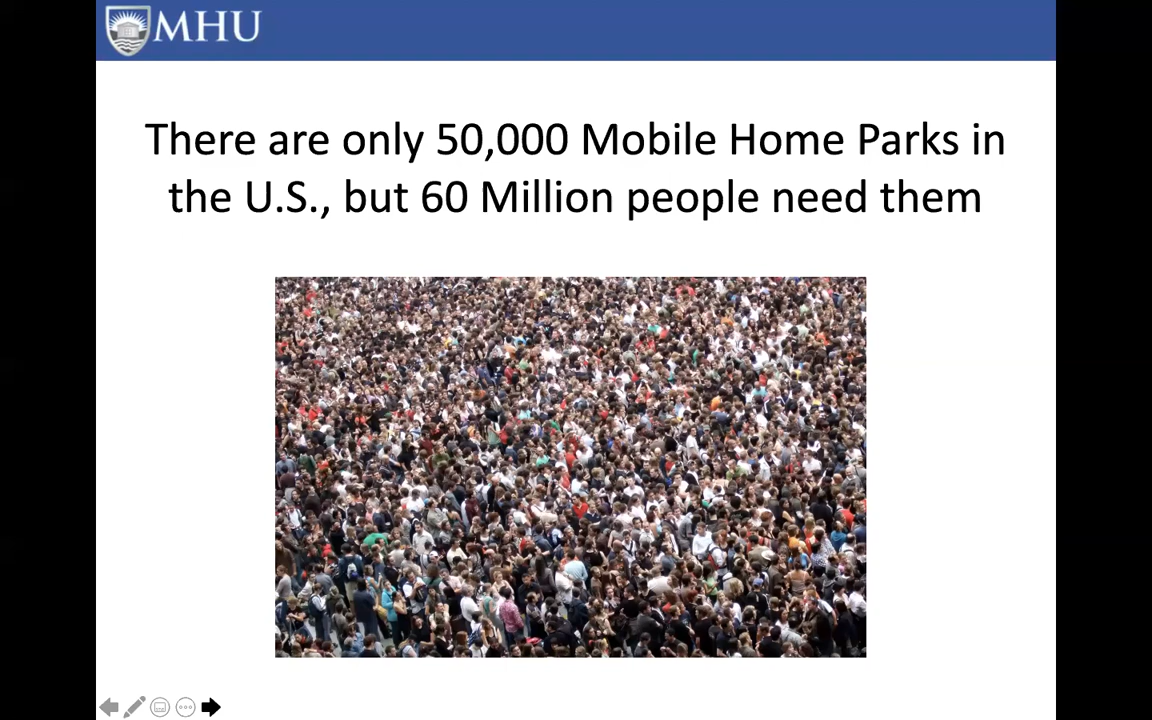 MHU
There are only 50,000 Mobile Home Parks in
the U.S., but 60 Million people need them